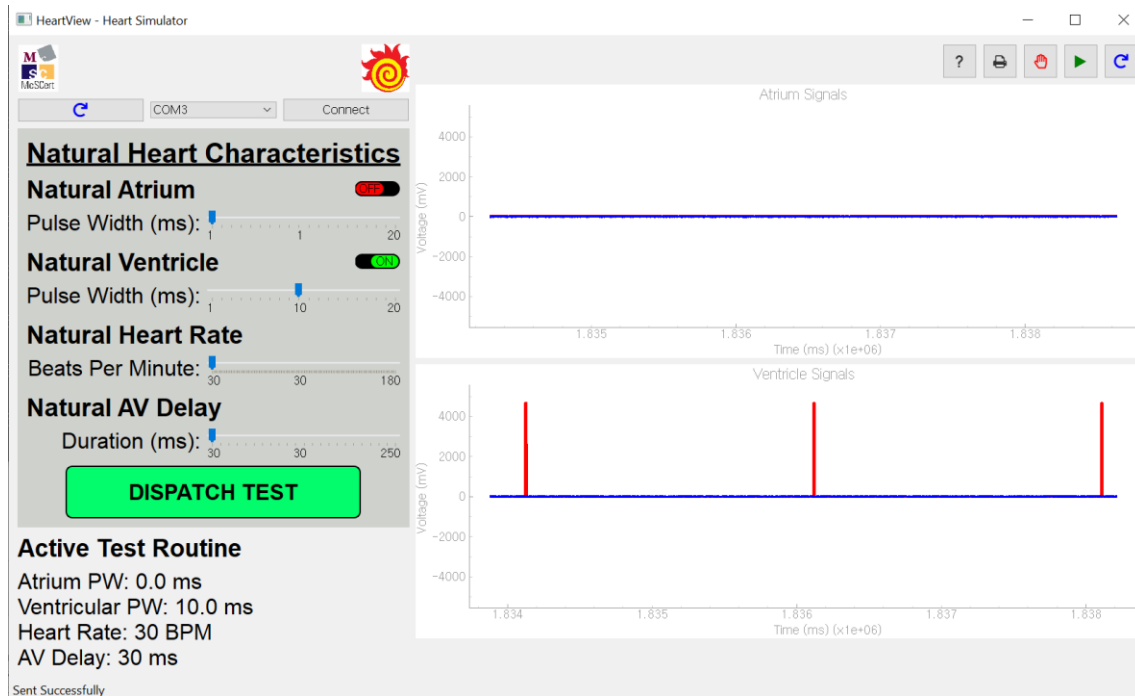 HeartView - Heart Simulator
M
S C
MicSCart
?
COM3
Connect
Natural Heart Characteristics
Natural Atrium
OFF
Pulse Width (ms):
1 1 20
Natural Ventricle
ON
Pulse Width (ms):
1 10 20
Natural Heart Rate
Beats Per Minute:
30 30 180
Natural AV Delay
Duration (ms):
30 30 250
DISPATCH TEST
Active Test Routine
Atrium PW: 0.0 ms
Ventricular PW: 10.0 ms
Heart Rate: 30 BPM
AV Delay: 30 ms
Sent Successfully
Atrium Signals
Voltage (mV)
4000
2000
0
−2000
−4000
1.835 1.836 1.837 1.838
Time (ms) (x1e+06)
Ventricle Signals
Voltage (mV)
4000
2000
0
−2000
−4000
1.834 1.835 1.836 1.837 1.838
Time (ms) (x1e+06)